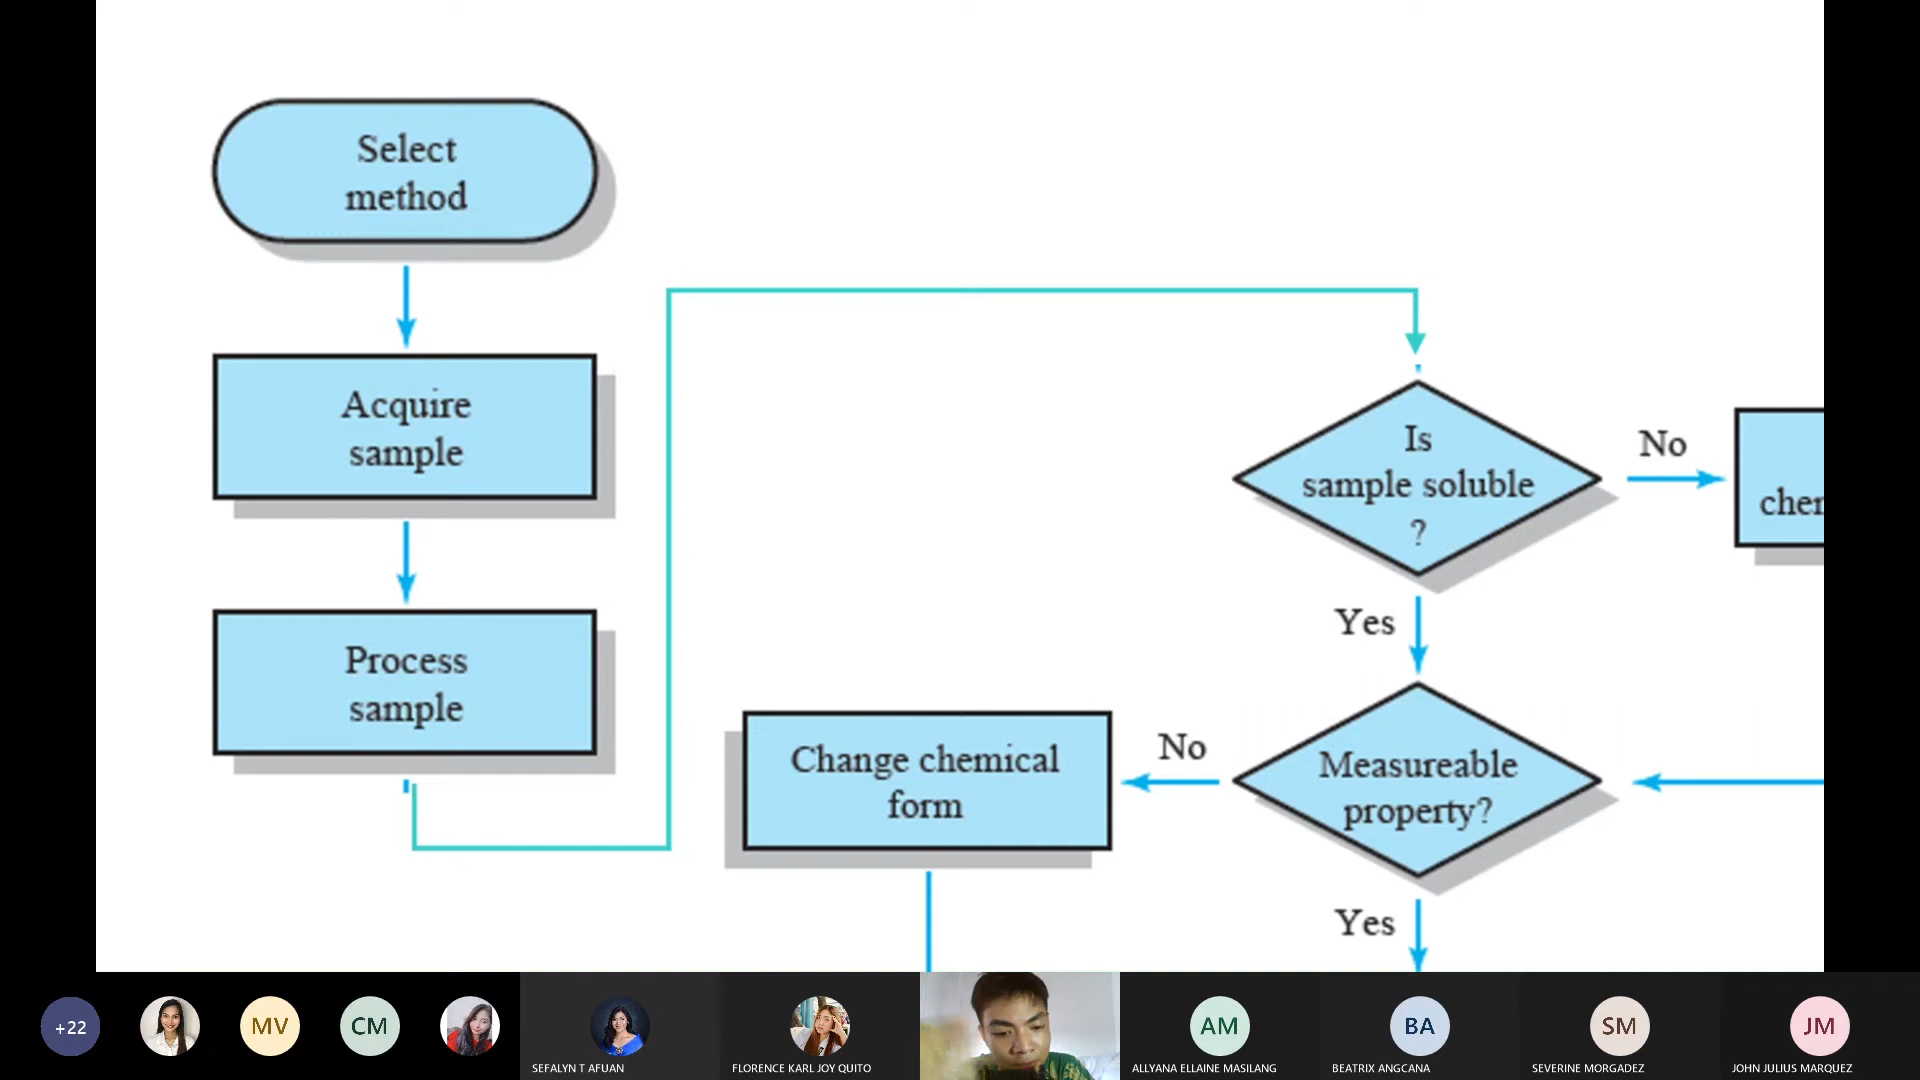 Select
method
Acquire
sample
Process
sample
Is
sample soluble
?
No
Yes
Change chemical
form
No
Measureable
property?
Yes
+22
MV
CM
SEFALYN T AFUAN
FLORENCE KARL JOY QUITO
AM
ALLYANA ELLAINE MASILANG
BA
BEATRIX ANGCANA
SM
SEVERINE MORGADEZ
JM
JOHN JULIUS MARQUEZ